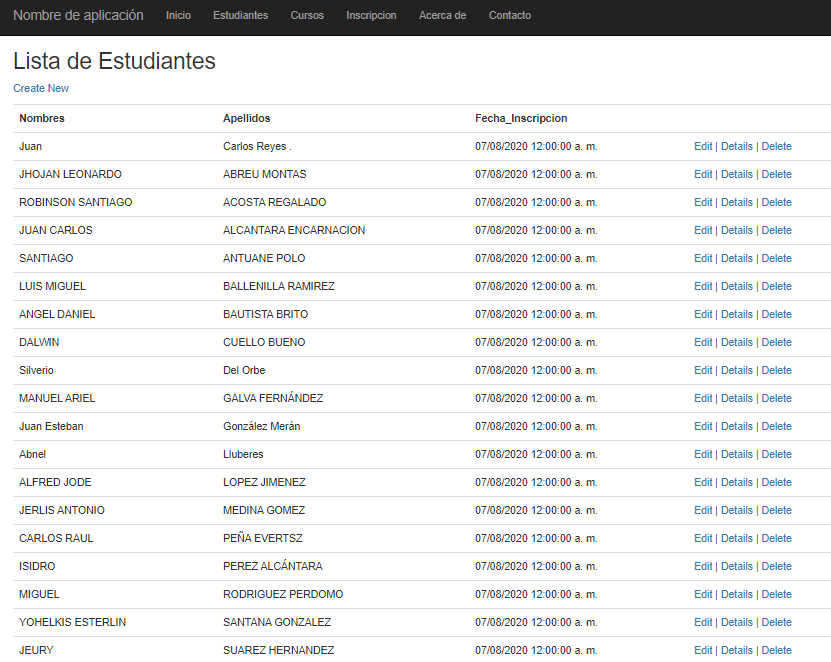 Nombre de aplicación Inicio Estudiantes Cursos Inscripcion Acerca de Contacto
Lista de Estudiantes
Create New
Nombres Apellidos Fecha_Inscripcion
Juan Carlos Reyes . 07/08/2020 12:00:00 a. m. Edit | Details | Delete
JHOJAN LEONARDO ABREU MONTAS 07/08/2020 12:00:00 a. m. Edit | Details | Delete
ROBINSON SANTIAGO ACOSTA REGALADO 07/08/2020 12:00:00 a. m. Edit | Details | Delete
JUAN CARLOS ALCANTARA ENCARNACION 07/08/2020 12:00:00 a. m. Edit | Details | Delete
SANTIAGO ANTUANE POLO 07/08/2020 12:00:00 a. m. Edit | Details | Delete
LUIS MIGUEL BALLENILLA RAMIREZ 07/08/2020 12:00:00 a. m. Edit | Details | Delete
ANGEL DANIEL BAUTISTA BRITO 07/08/2020 12:00:00 a. m. Edit | Details | Delete
DALWIN CUELLO BUENO 07/08/2020 12:00:00 a. m. Edit | Details | Delete
Silverio Del Orbe 07/08/2020 12:00:00 a. m. Edit | Details | Delete
MANUEL ARIEL GALVA FERNÁNDEZ 07/08/2020 12:00:00 a. m. Edit | Details | Delete
Juan Esteban González Merán 07/08/2020 12:00:00 a. m. Edit | Details | Delete
Abnel Lluberes 07/08/2020 12:00:00 a. m. Edit | Details | Delete
ALFRED JODE LOPEZ JIMENEZ 07/08/2020 12:00:00 a. m. Edit | Details | Delete
JERLIS ANTONIO MEDINA GOMEZ 07/08/2020 12:00:00 a. m. Edit | Details | Delete
CARLOS RAUL PEÑA EVERTSZ 07/08/2020 12:00:00 a. m. Edit | Details | Delete
ISIDRO PEREZ ALCÁNTARA 07/08/2020 12:00:00 a. m. Edit | Details | Delete
MIGUEL RODRIGUEZ PERDOMO 07/08/2020 12:00:00 a. m. Edit | Details | Delete
YOHELKIS ESTERLIN SANTANA GONZALEZ 07/08/2020 12:00:00 a. m. Edit | Details | Delete
JEURY SUAREZ HERNANDEZ 07/08/2020 12:00:00 a. m. Edit | Details | Delete